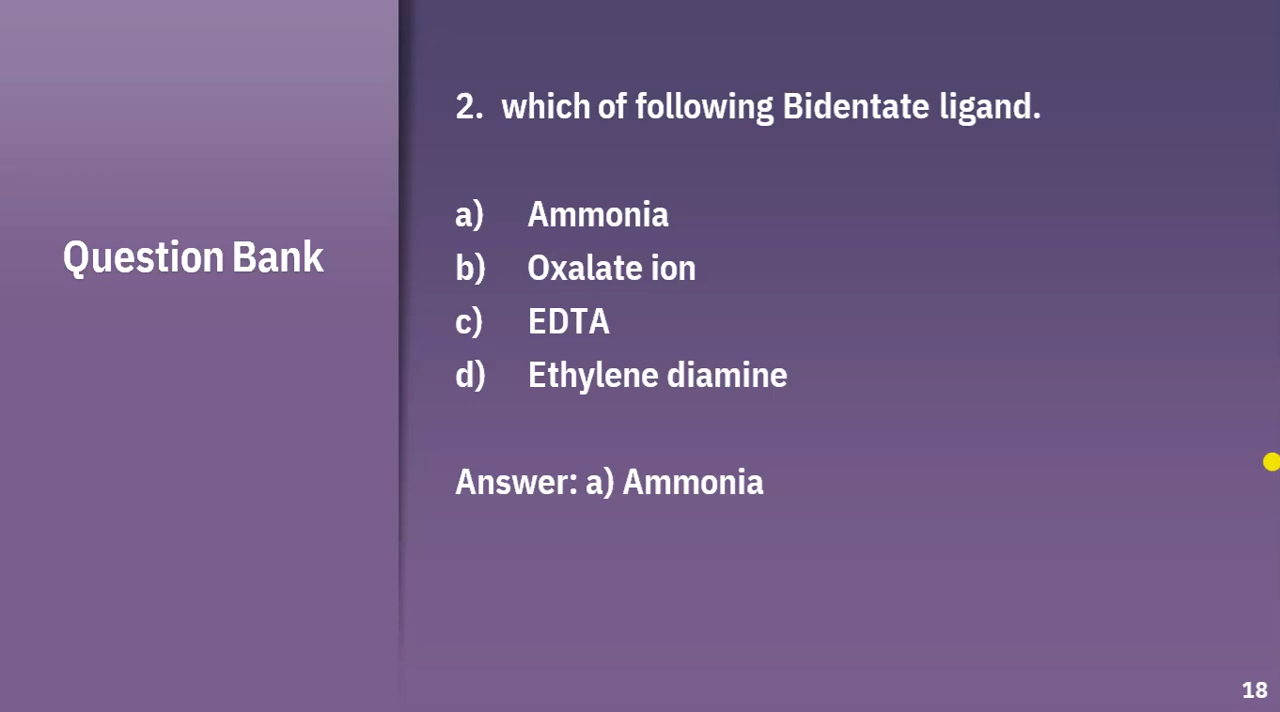 Question Bank
2. which of following Bidentate ligand.
a) Ammonia
b) Oxalate ion
c) EDTA
d) Ethylene diamine
Answer: a) Ammonia
18